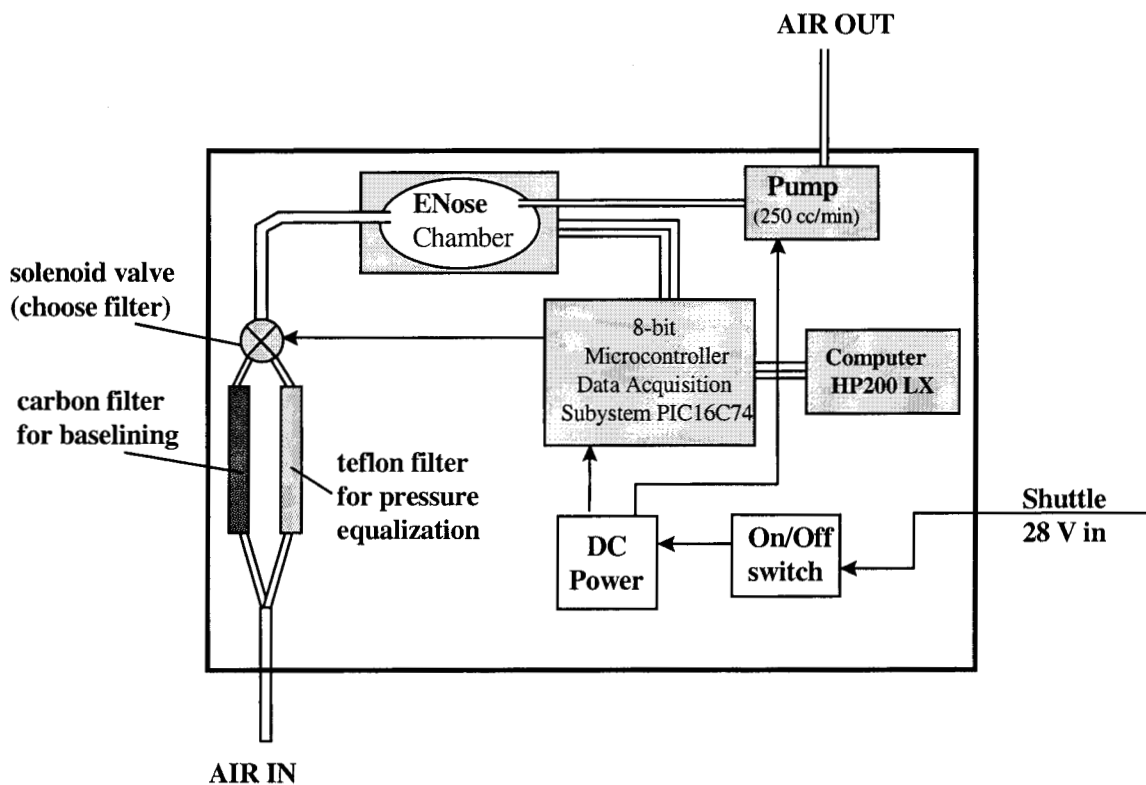 AIR OUT
Pump
(250 cc/min)
ENose
Chamber
solenoid valve
(choose filter)
8-bit
Microcontroller
Data Acquisition
Subystem PIC16C74
Computer
HP200 LX
carbon filter
for baselining
teflon filter
for pressure
equalization
Shuttle
28 V in
DC
Power
On/Off
switch
AIR IN